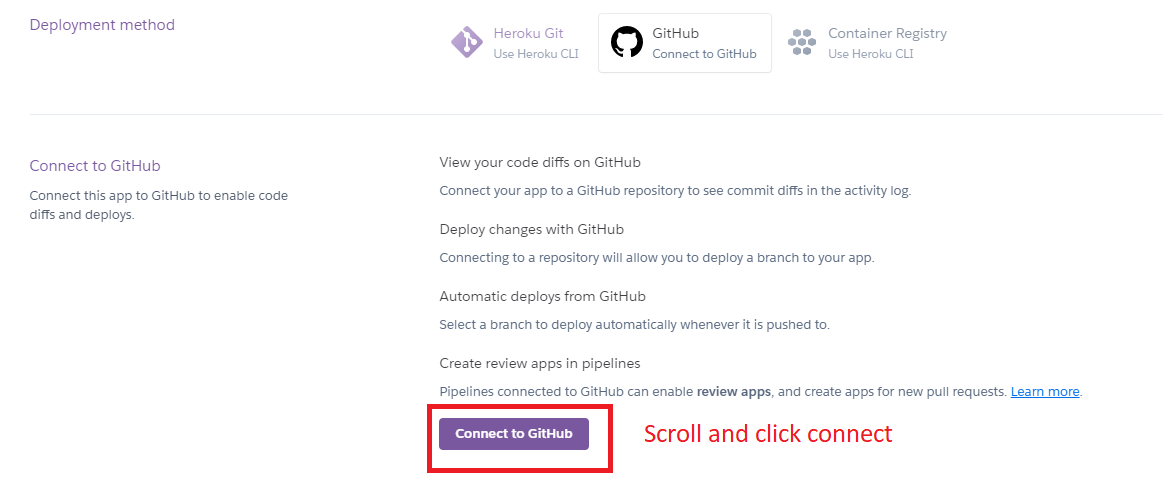 Deployment method
Heroku Git
Use Heroku CLI
GitHub
Connect to GitHub
Container Registry
Use Heroku CLI
Connect to GitHub
Connect this app to GitHub to enable code
diffs and deploys.
View your code diffs on GitHub
Connect your app to a GitHub repository to see commit diffs in the activity log.
Deploy changes with GitHub
Connecting to a repository will allow you to deploy a branch to your app.
Automatic deploys from GitHub
Select a branch to deploy automatically whenever it is pushed to.
Create review apps in pipelines
Pipelines connected to GitHub can enable review apps, and create apps for new pull requests. Learn more.
Connect to GitHub
Scroll and click connect